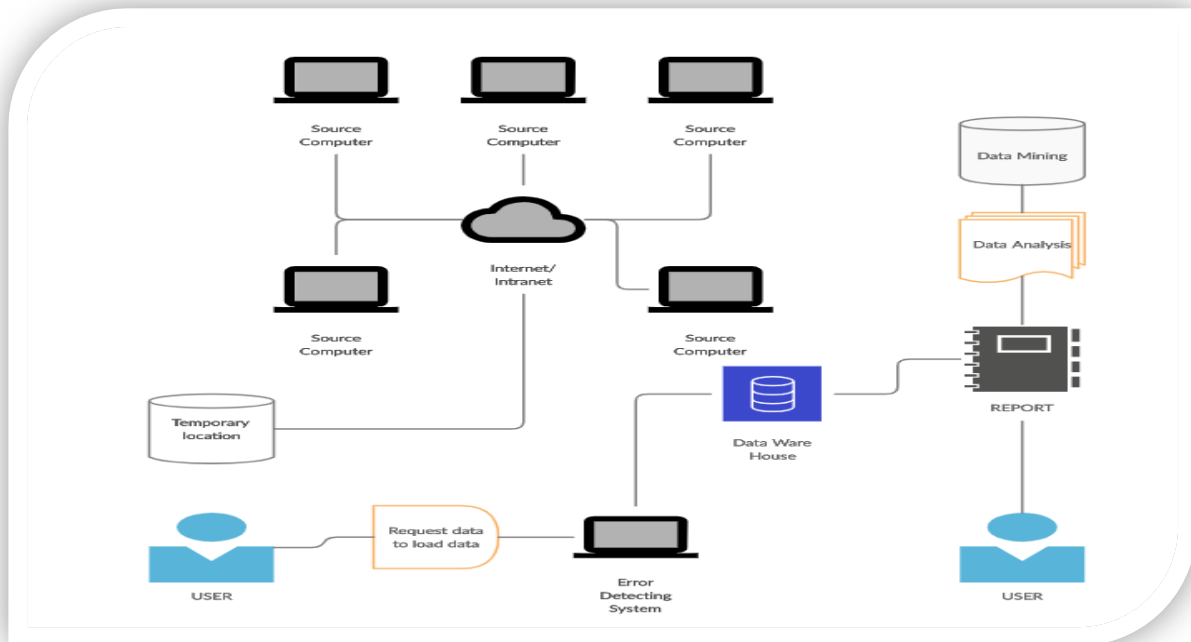 Source
Computer
Source
Computer
Source
Computer
Data Mining
Data Analysis
Internet/
Intranet
Source
Computer
Source
Computer
REPORT
Temporary
location
Data Ware
House
Request data
to load data
USER
Error
Detecting
System
USER